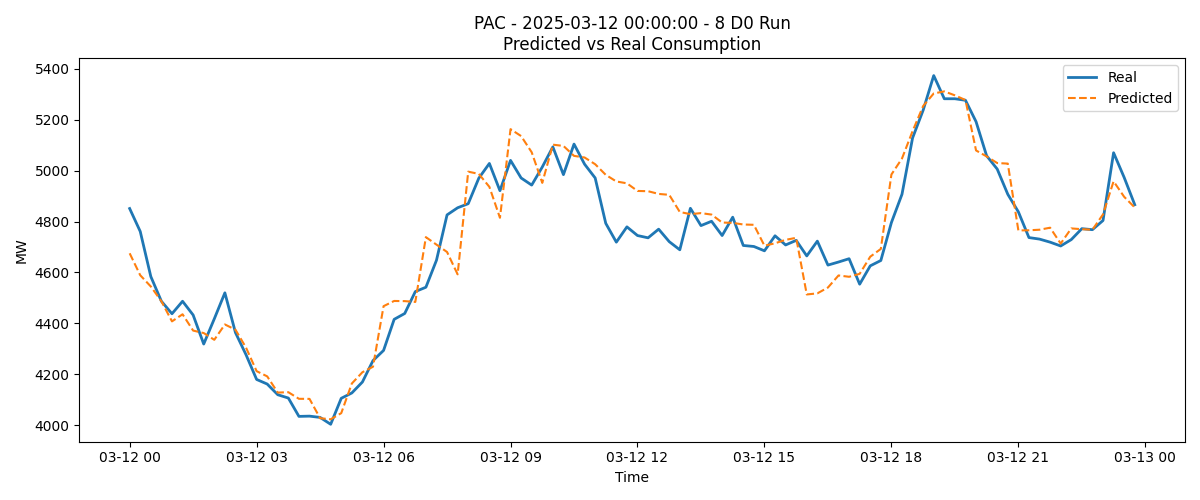 PAC - 2025-03-12 00:00:00 - 8 D0 Run
Predicted vs Real Consumption
Real
Predicted
MW
5400
5200
5000
4800
4600
4400
4200
4000
03-12 00
03-12 03
03-12 06
03-12 09
03-12 12
03-12 15
03-12 18
03-12 21
03-13 00
Time